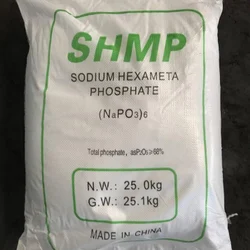 SHMP
SODIUM HEXAMETA
PHOSPHATE
(NaPO3)6
Total phosphate, asP2O5≥68%
N.W.: 25.0kg
G.W.: 25.1kg
MADE IN CHINA